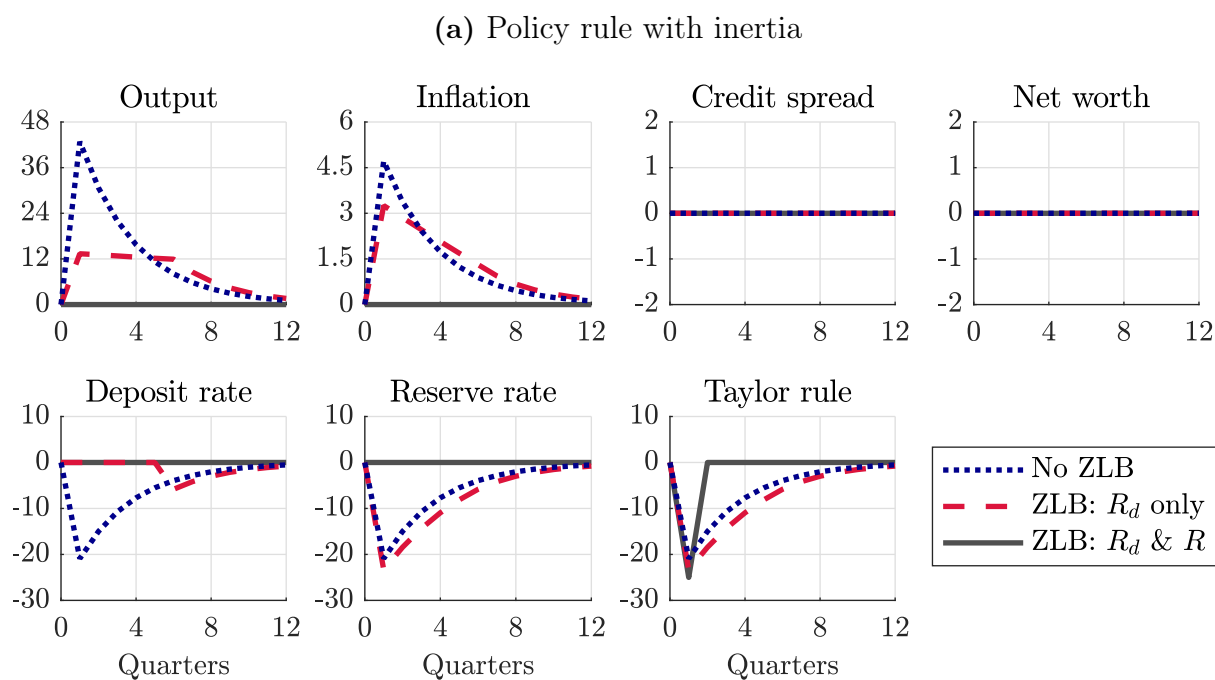 (a) Policy rule with inertia
Output Inflation Credit spread Net worth
48 6 2 2
36 4.5 1 1
24 3 0 0
12 1.5 -1 -1
0 0 -2 -2
0 4 8 12 0 4 8 12 0 4 8 12 0 4 8 12
Deposit rate Reserve rate Taylor rule
10 10 10
0 0 0
-10 -10 -10
-20 -20 -20
-30 -30 -30
0 4 8 12 0 4 8 12 0 4 8 12
Quarters Quarters Quarters
No ZLB
ZLB: R_d only
ZLB: R_d & R